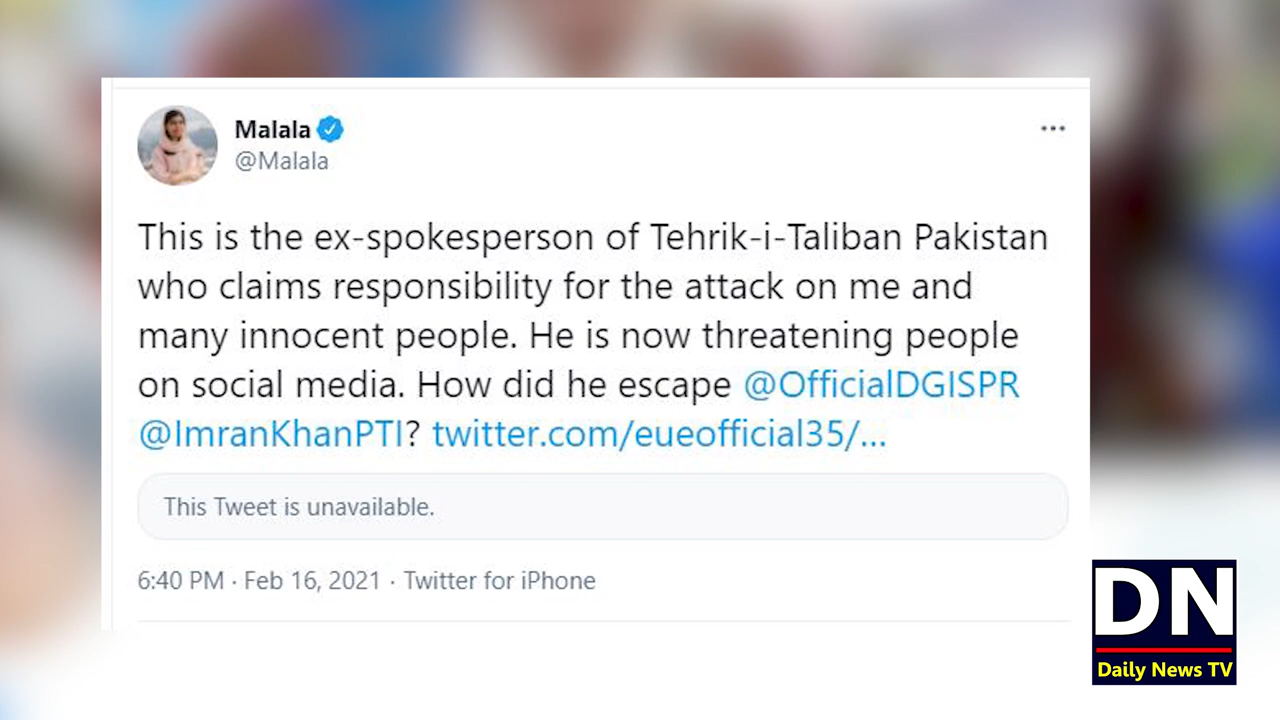 Malala
@Malala
This is the ex-spokesperson of Tehrik-i-Taliban Pakistan
who claims responsibility for the attack on me and
many innocent people. He is now threatening people
on social media. How did he escape @OfficialDGISPR
@ImranKhanPTI? twitter.com/eueofficial35/...
This Tweet is unavailable.
6:40 PM · Feb 16, 2021 · Twitter for iPhone
DN
Daily News TV